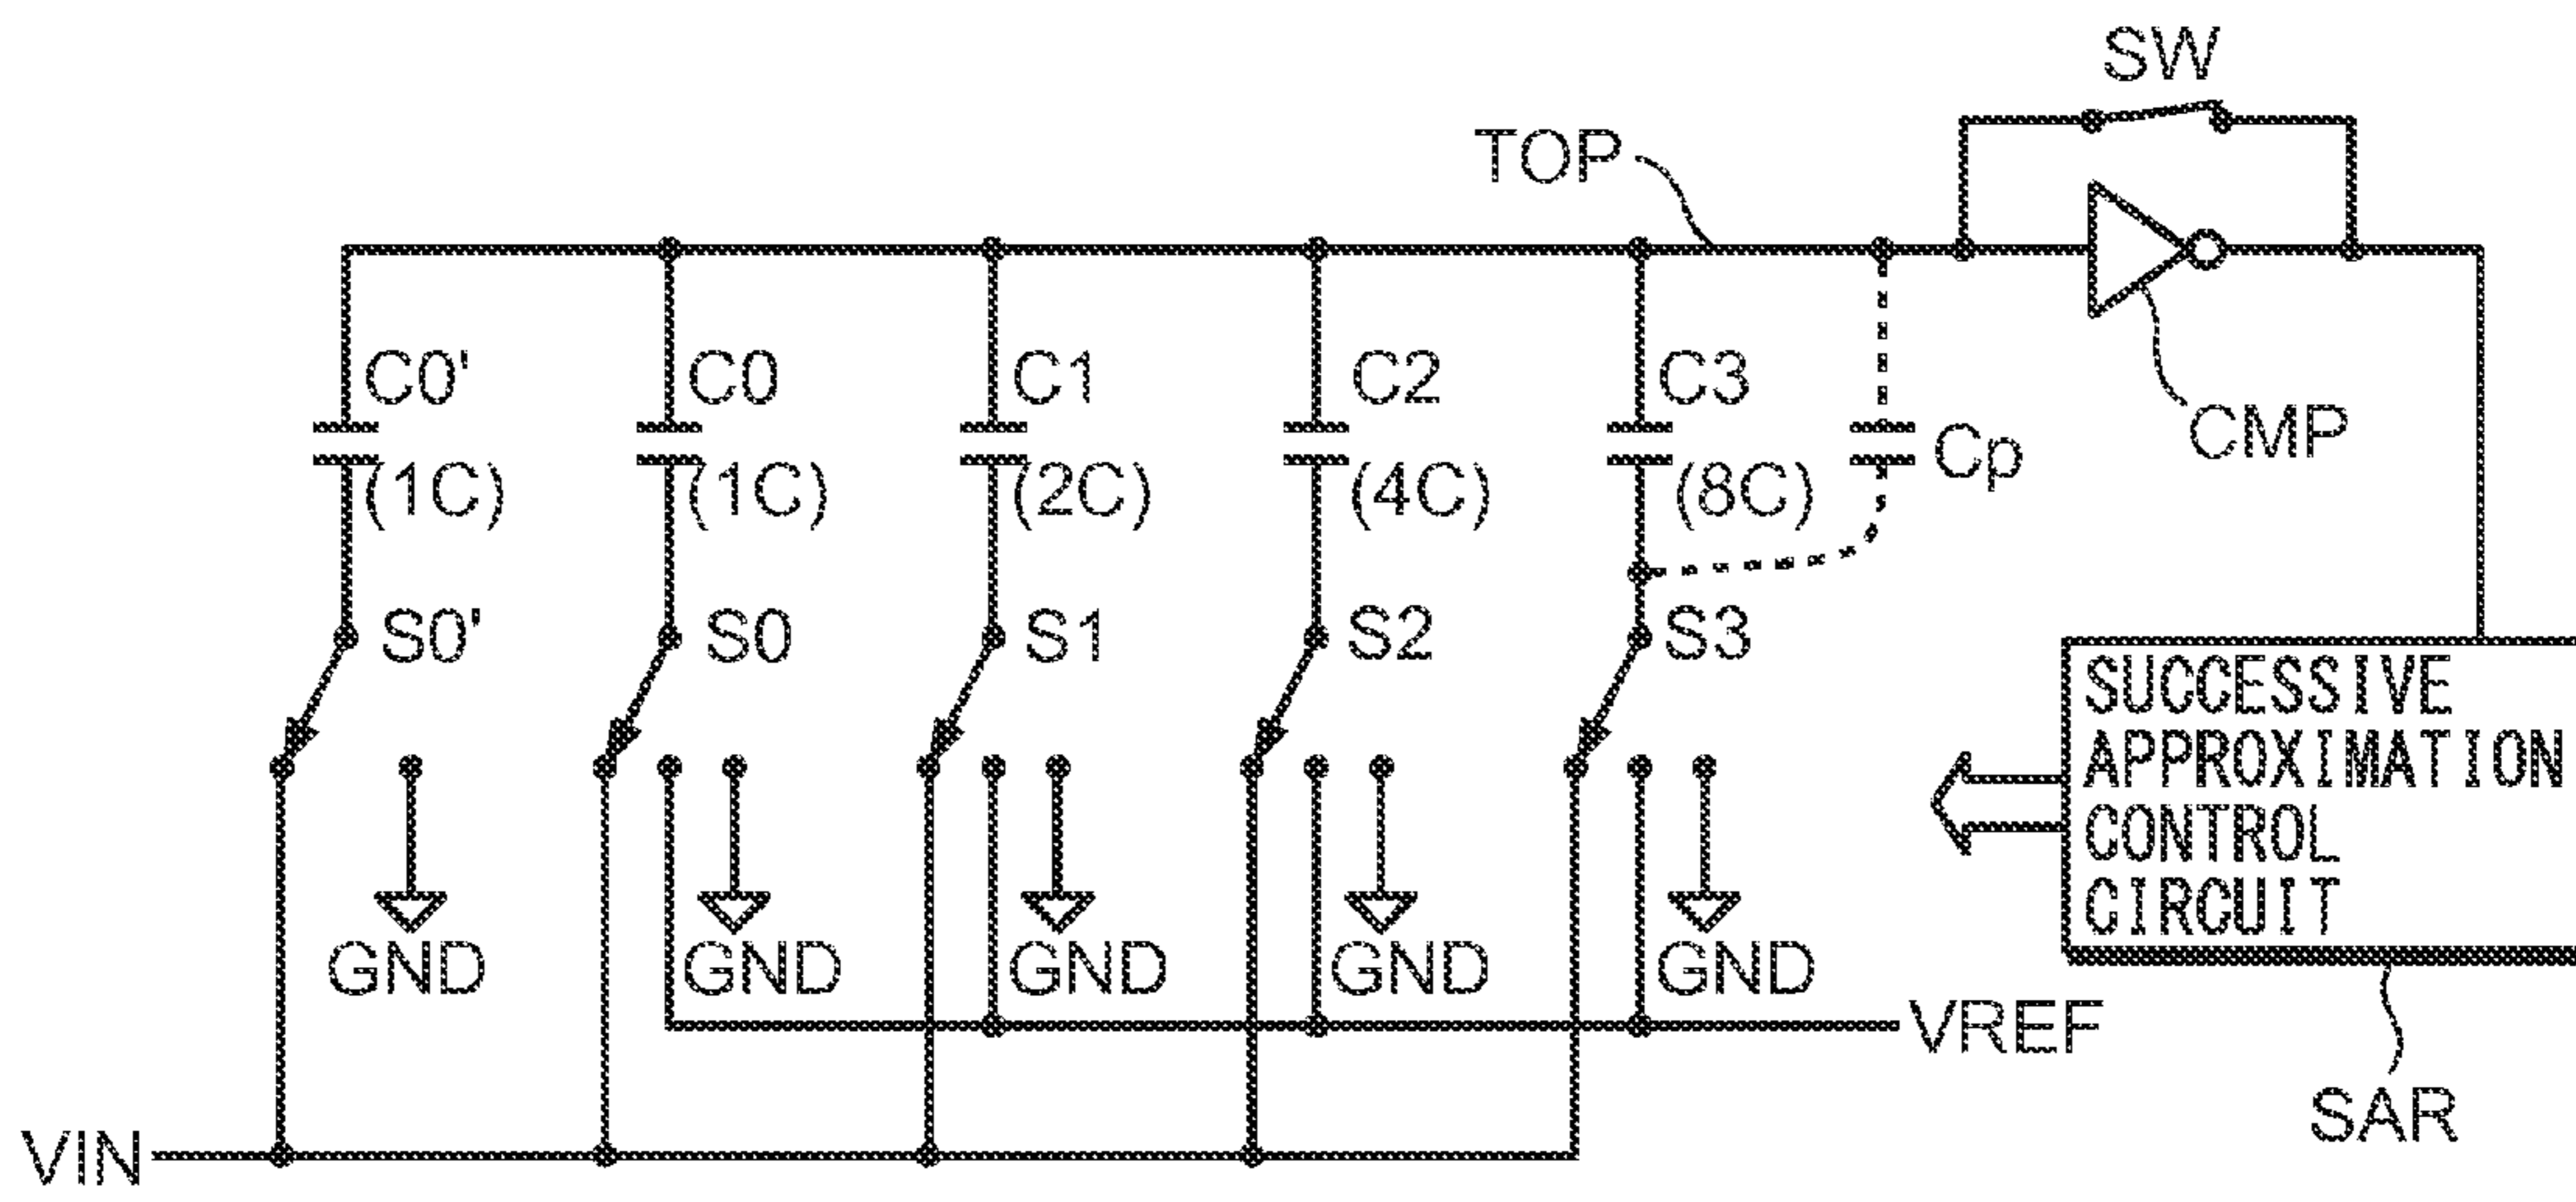 SW
TOP
C0' C0 C1 C2 C3
(1C) (1C) (2C) (4C) (8C) Cp CMP
S0' S0 S1 S2 S3
SUCCESSIVE
APPROXIMATION
CONTROL
CIRCUIT
GND GND GND GND GND
VREF
SAR
VIN